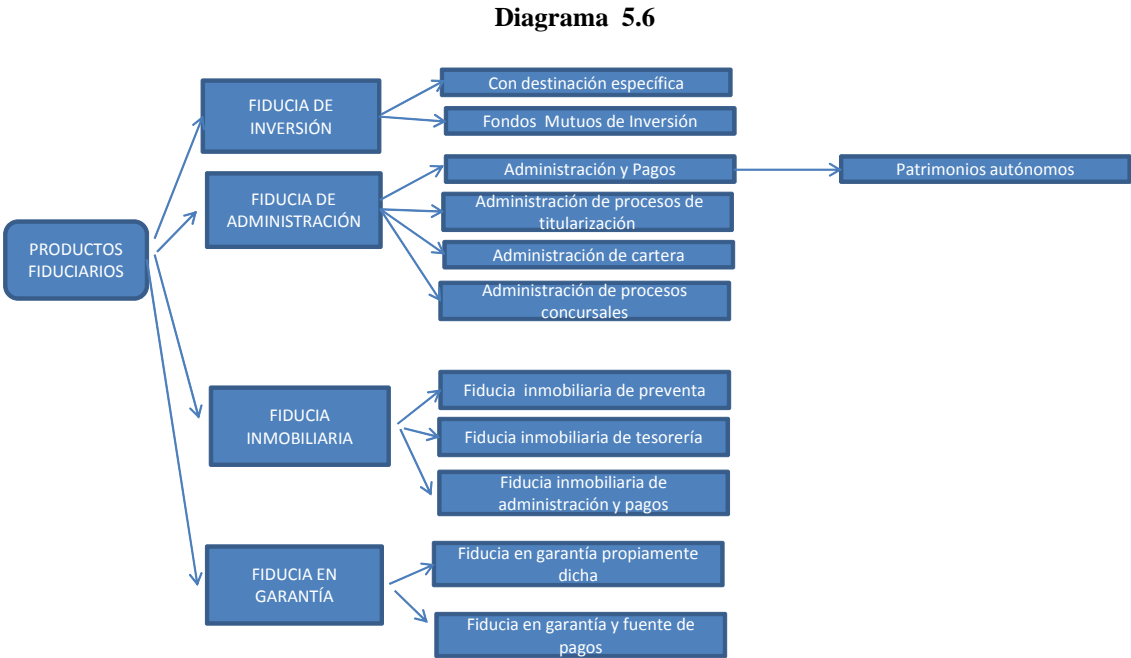 Diagrama 5.6
PRODUCTOS
FIDUCIARIOS
FIDUCIA DE
INVERSIÓN
Con destinación específica
Fondos Mutuos de Inversión
FIDUCIA DE
ADMINISTRACIÓN
Administración y Pagos
Patrimonios autónomos
Administración de procesos de
titularización
Administración de cartera
Administración de procesos
concursales
FIDUCIA
INMOBILIARIA
Fiducia inmobiliaria de preventa
Fiducia inmobiliaria de tesorería
Fiducia inmobiliaria de
administración y pagos
FIDUCIA EN
GARANTÍA
Fiducia en garantía propiamente
dicha
Fiducia en garantía y fuente de
pagos